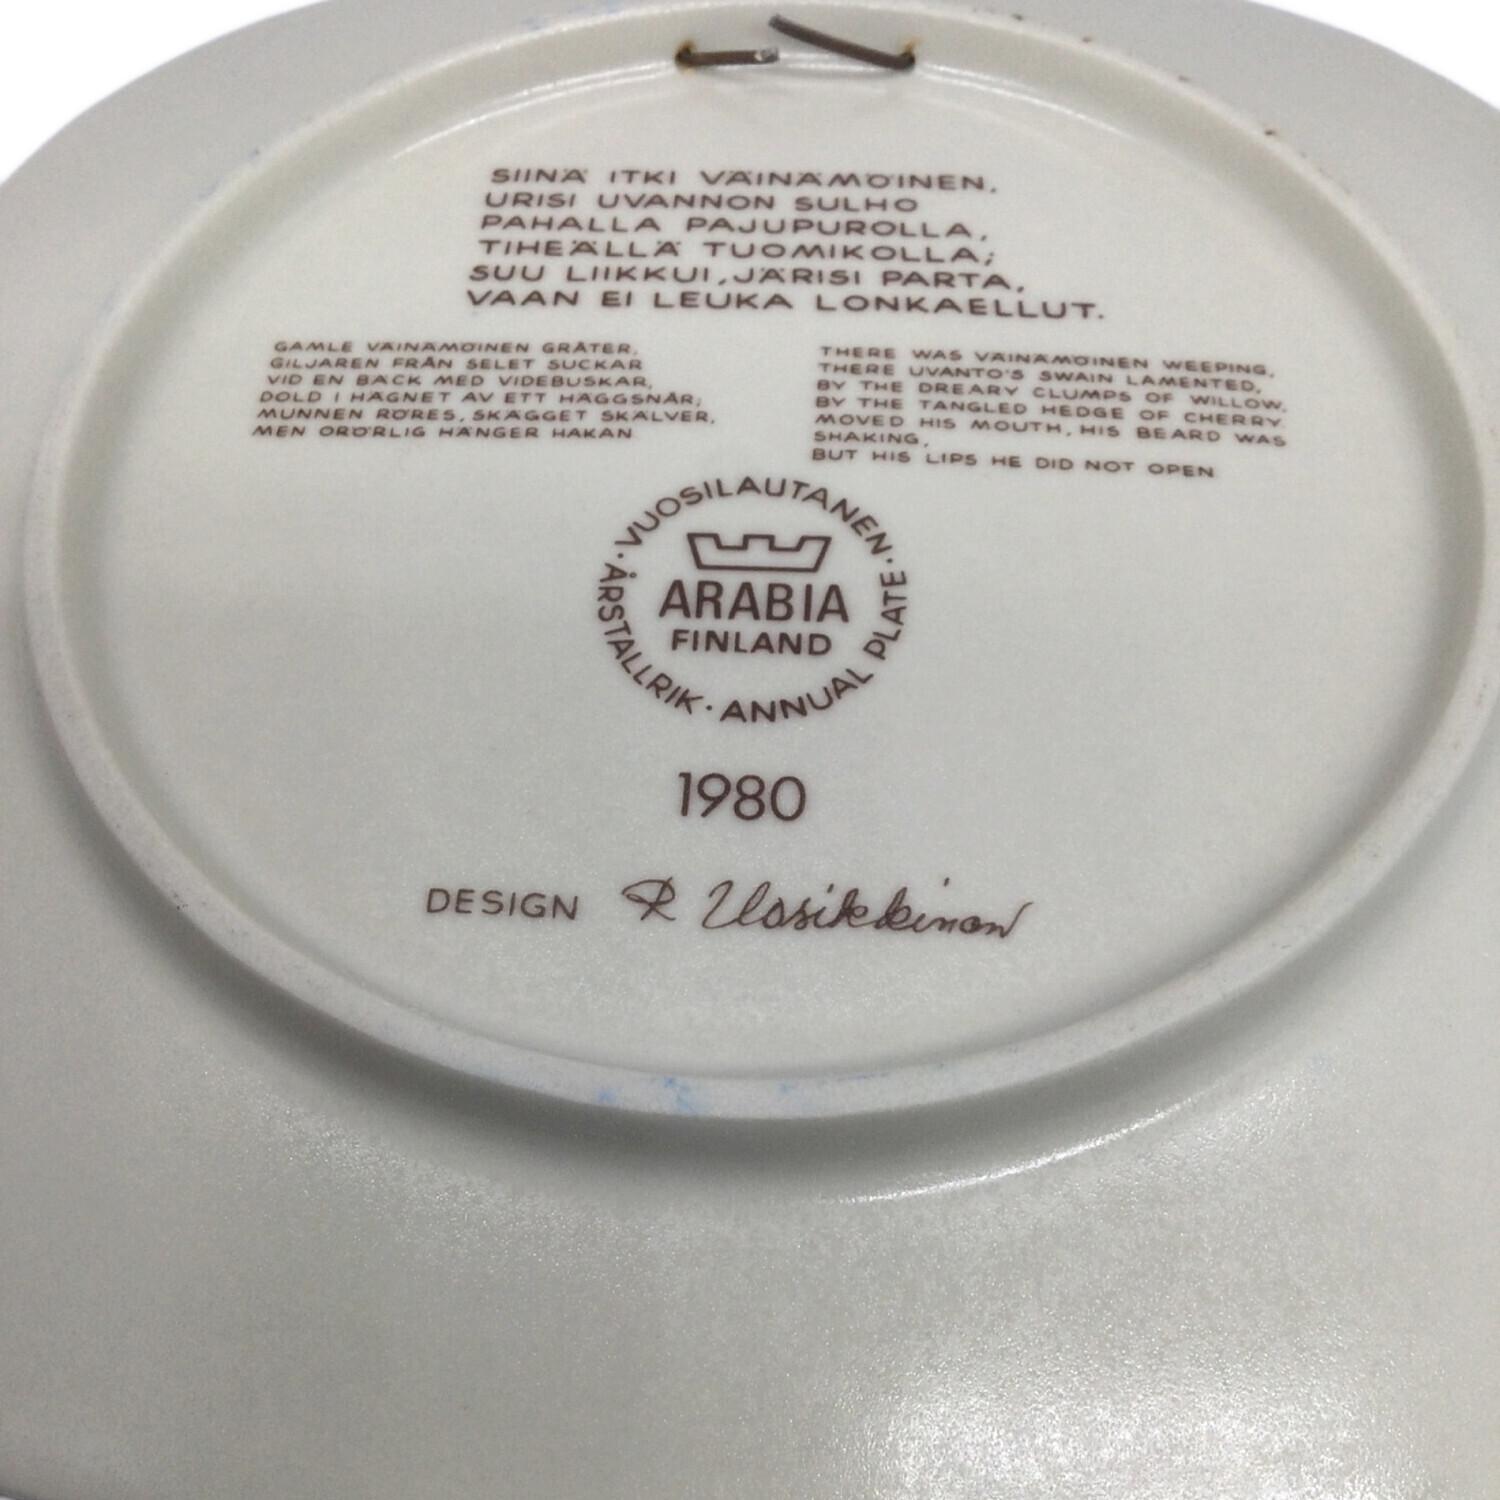 SIINÄ ITKI VÄINÄMÖINEN,
URISI UVANNON SULHO
PAHALLA PAJUPUROLLA,
TIHEÄLLÄ TUOMIKOLLA;
SUU LIIKKUI, JÄRISI PARTA,
VAAN EI LEUKA LONKAELLUT.
GAMLE VÄINÄMÖINEN GRÅTER,
GILJAREN FRÅN SELET SUCKAR
VID EN BÄCK MED VIDEBUSKAR,
DOLD I HÄGNET AV ETT HÄGGSNÅR;
MUNNEN RÖRES, SKÄGGET SKÄLVER,
MEN ORÖRLIG HÄNGER HAKAN
THERE WAS VÄINÄMÖINEN WEEPING,
THERE UVANTO'S SWAIN LAMENTED,
BY THE DREARY CLUMPS OF WILLOW,
BY THE TANGLED HEDGE OF CHERRY
MOVED HIS MOUTH, HIS BEARD WAS
SHAKING,
BUT HIS LIPS HE DID NOT OPEN
· VUOSILAUTANEN · ANNUAL PLATE · ÅRSTALLRIK
ARABIA
FINLAND
1980
DESIGN R Uosikkinen